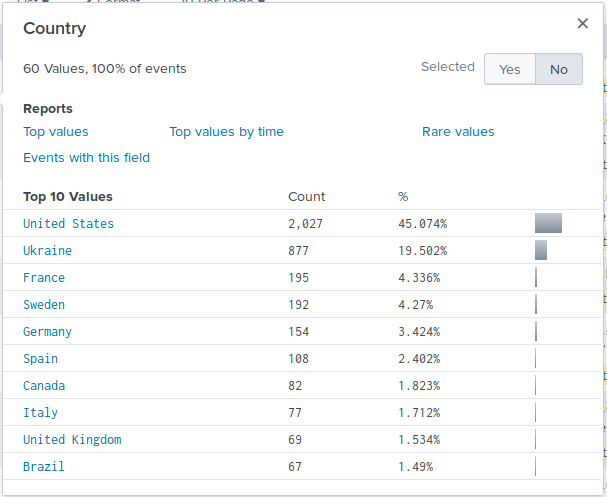 Country ×
60 Values, 100% of events Selected Yes No
Reports
Top values Top values by time Rare values
Events with this field
Top 10 Values Count %
United States 2,027 45.074%
Ukraine 877 19.502%
France 195 4.336%
Sweden 192 4.27%
Germany 154 3.424%
Spain 108 2.402%
Canada 82 1.823%
Italy 77 1.712%
United Kingdom 69 1.534%
Brazil 67 1.49%